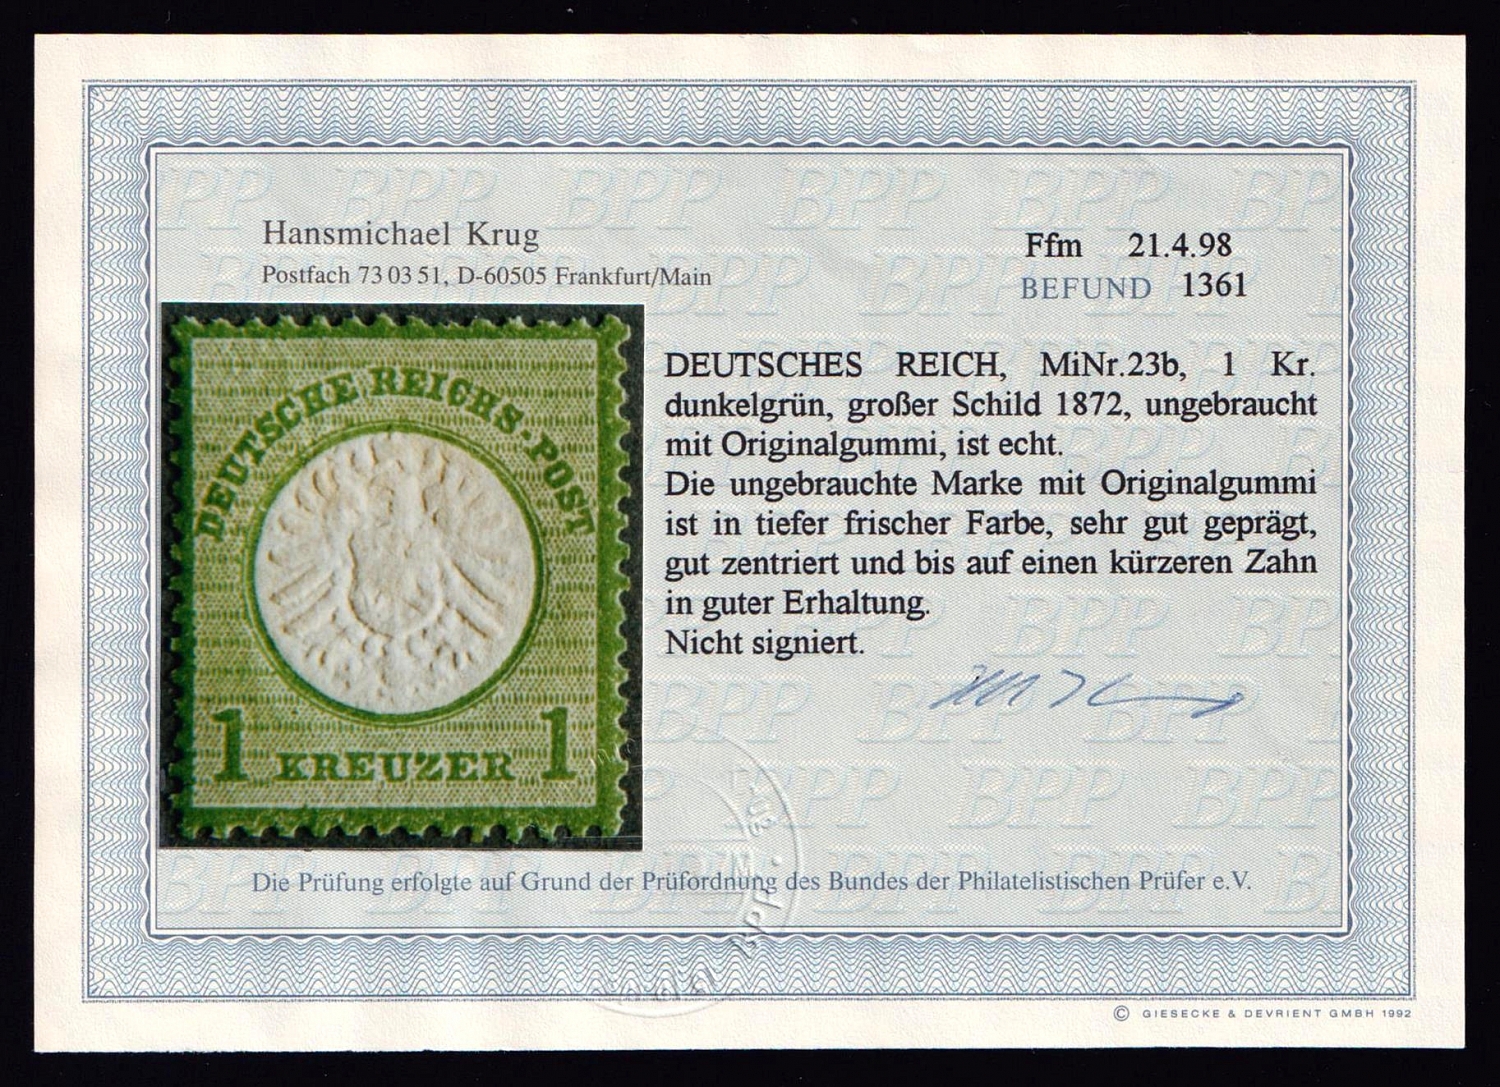 Hansmichael Krug
Postfach 73 03 51, D-60505 Frankfurt/Main
Ffm 21.4.98
BEFUND 1361
DEUTSCHES REICH, MiNr.23b, 1 Kr.
dunkelgrün, großer Schild 1872, ungebraucht
mit Originalgummi, ist echt.
Die ungebrauchte Marke mit Originalgummi
ist in tiefer frischer Farbe, sehr gut geprägt,
gut zentriert und bis auf einen kürzeren Zahn
in guter Erhaltung.
Nicht signiert.
DEUTSCHE REICHS-POST
1 KREUZER 1
Die Prüfung erfolgte auf Grund der Prüfordnung des Bundes der Philatelistischen Prüfer e.V.
© GIESECKE & DEVRIENT GMBH 1992
BPP